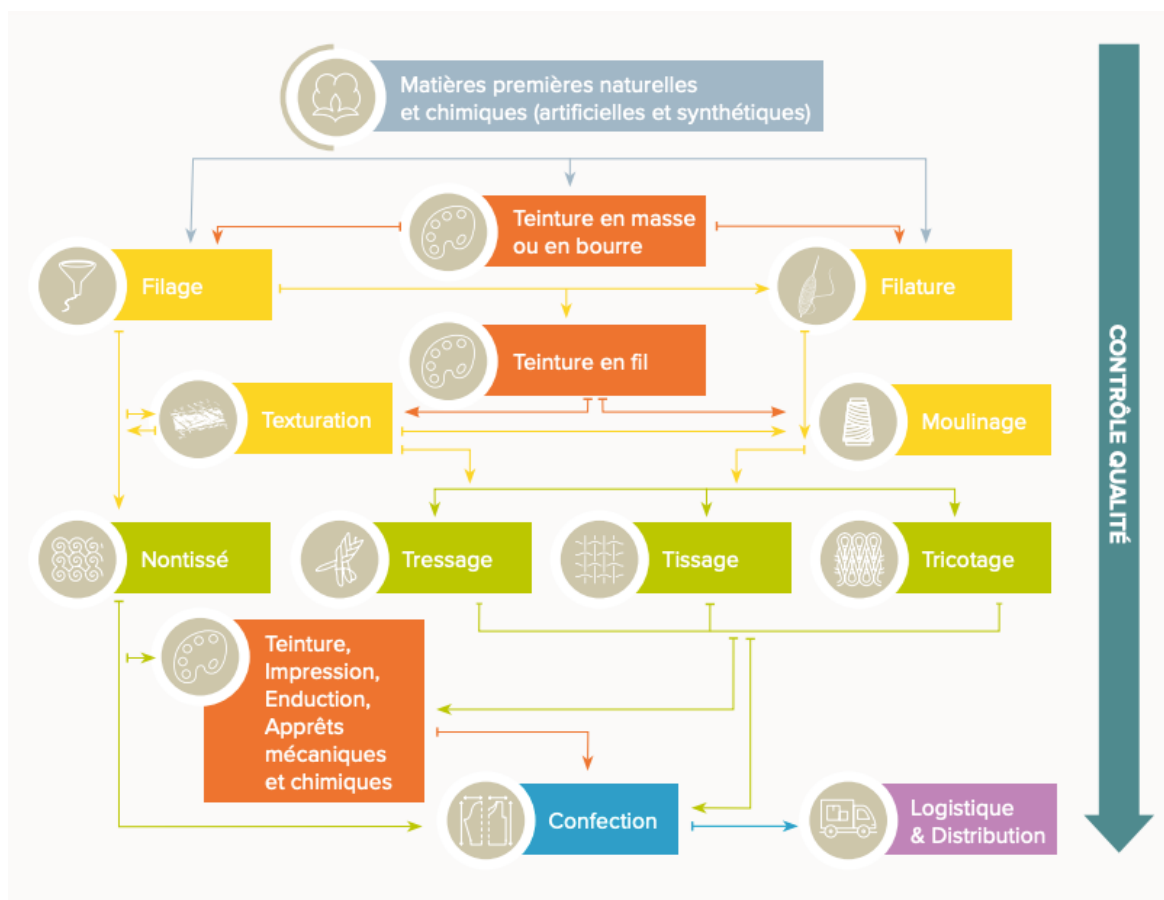 Matières premières naturelles
et chimiques (artificielles et synthétiques)
Teinture en masse
ou en bourre
Filage
Filature
Teinture en fil
Texturation
Moulinage
Nontissé
Tressage
Tissage
Tricotage
Teinture,
Impression,
Enduction,
Apprêts
mécaniques
et chimiques
Confection
Logistique
& Distribution
CONTRÔLE QUALITÉ